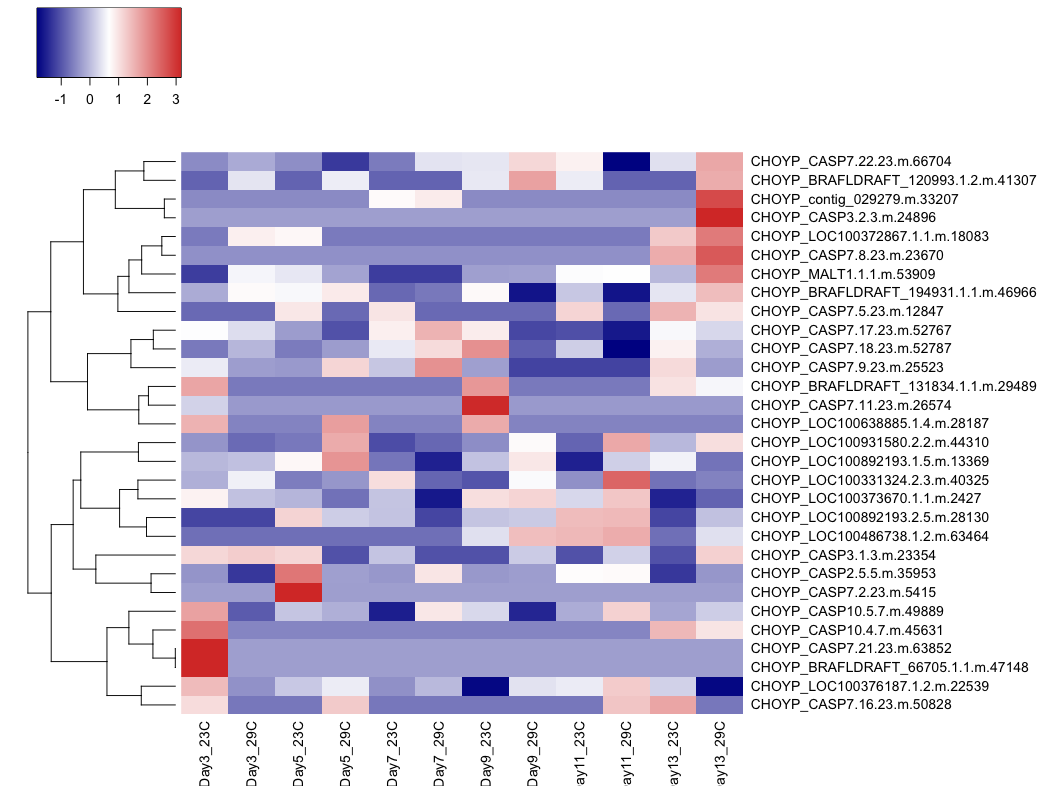 -1 0 1 2 3
CHOYP_CASP7.22.23.m.66704
CHOYP_BRAFLDRAFT_120993.1.2.m.41307
CHOYP_contig_029279.m.33207
CHOYP_CASP3.2.3.m.24896
CHOYP_LOC100372867.1.1.m.18083
CHOYP_CASP7.8.23.m.23670
CHOYP_MALT1.1.1.m.53909
CHOYP_BRAFLDRAFT_194931.1.1.m.46966
CHOYP_CASP7.5.23.m.12847
CHOYP_CASP7.17.23.m.52767
CHOYP_CASP7.18.23.m.52787
CHOYP_CASP7.9.23.m.25523
CHOYP_BRAFLDRAFT_131834.1.1.m.29489
CHOYP_CASP7.11.23.m.26574
CHOYP_LOC100638885.1.4.m.28187
CHOYP_LOC100931580.2.2.m.44310
CHOYP_LOC100892193.1.5.m.13369
CHOYP_LOC100331324.2.3.m.40325
CHOYP_LOC100373670.1.1.m.2427
CHOYP_LOC100892193.2.5.m.28130
CHOYP_LOC100486738.1.2.m.63464
CHOYP_CASP3.1.3.m.23354
CHOYP_CASP2.5.5.m.35953
CHOYP_CASP7.2.23.m.5415
CHOYP_CASP10.5.7.m.49889
CHOYP_CASP10.4.7.m.45631
CHOYP_CASP7.21.23.m.63852
CHOYP_BRAFLDRAFT_66705.1.1.m.47148
CHOYP_LOC100376187.1.2.m.22539
CHOYP_CASP7.16.23.m.50828
Day3_23C
Day3_29C
Day5_23C
Day5_29C
Day7_23C
Day7_29C
Day9_23C
Day9_29C
ay11_23C
ay11_29C
ay13_23C
ay13_29C